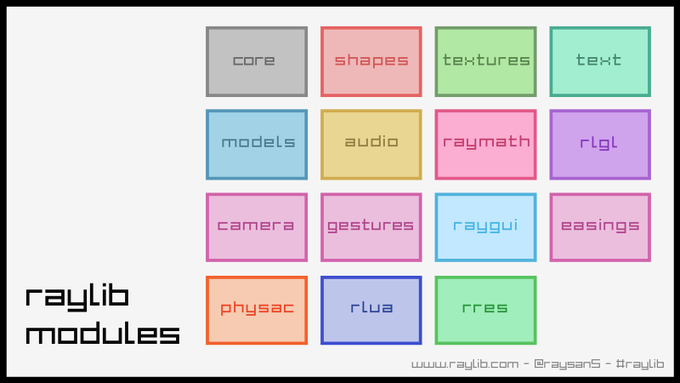 core shapes textures text
models audio raymath rlgl
camera gestures raygui easings
physac rlua rres
raylib
modules
www.raylib.com - @raysan5 - #raylib